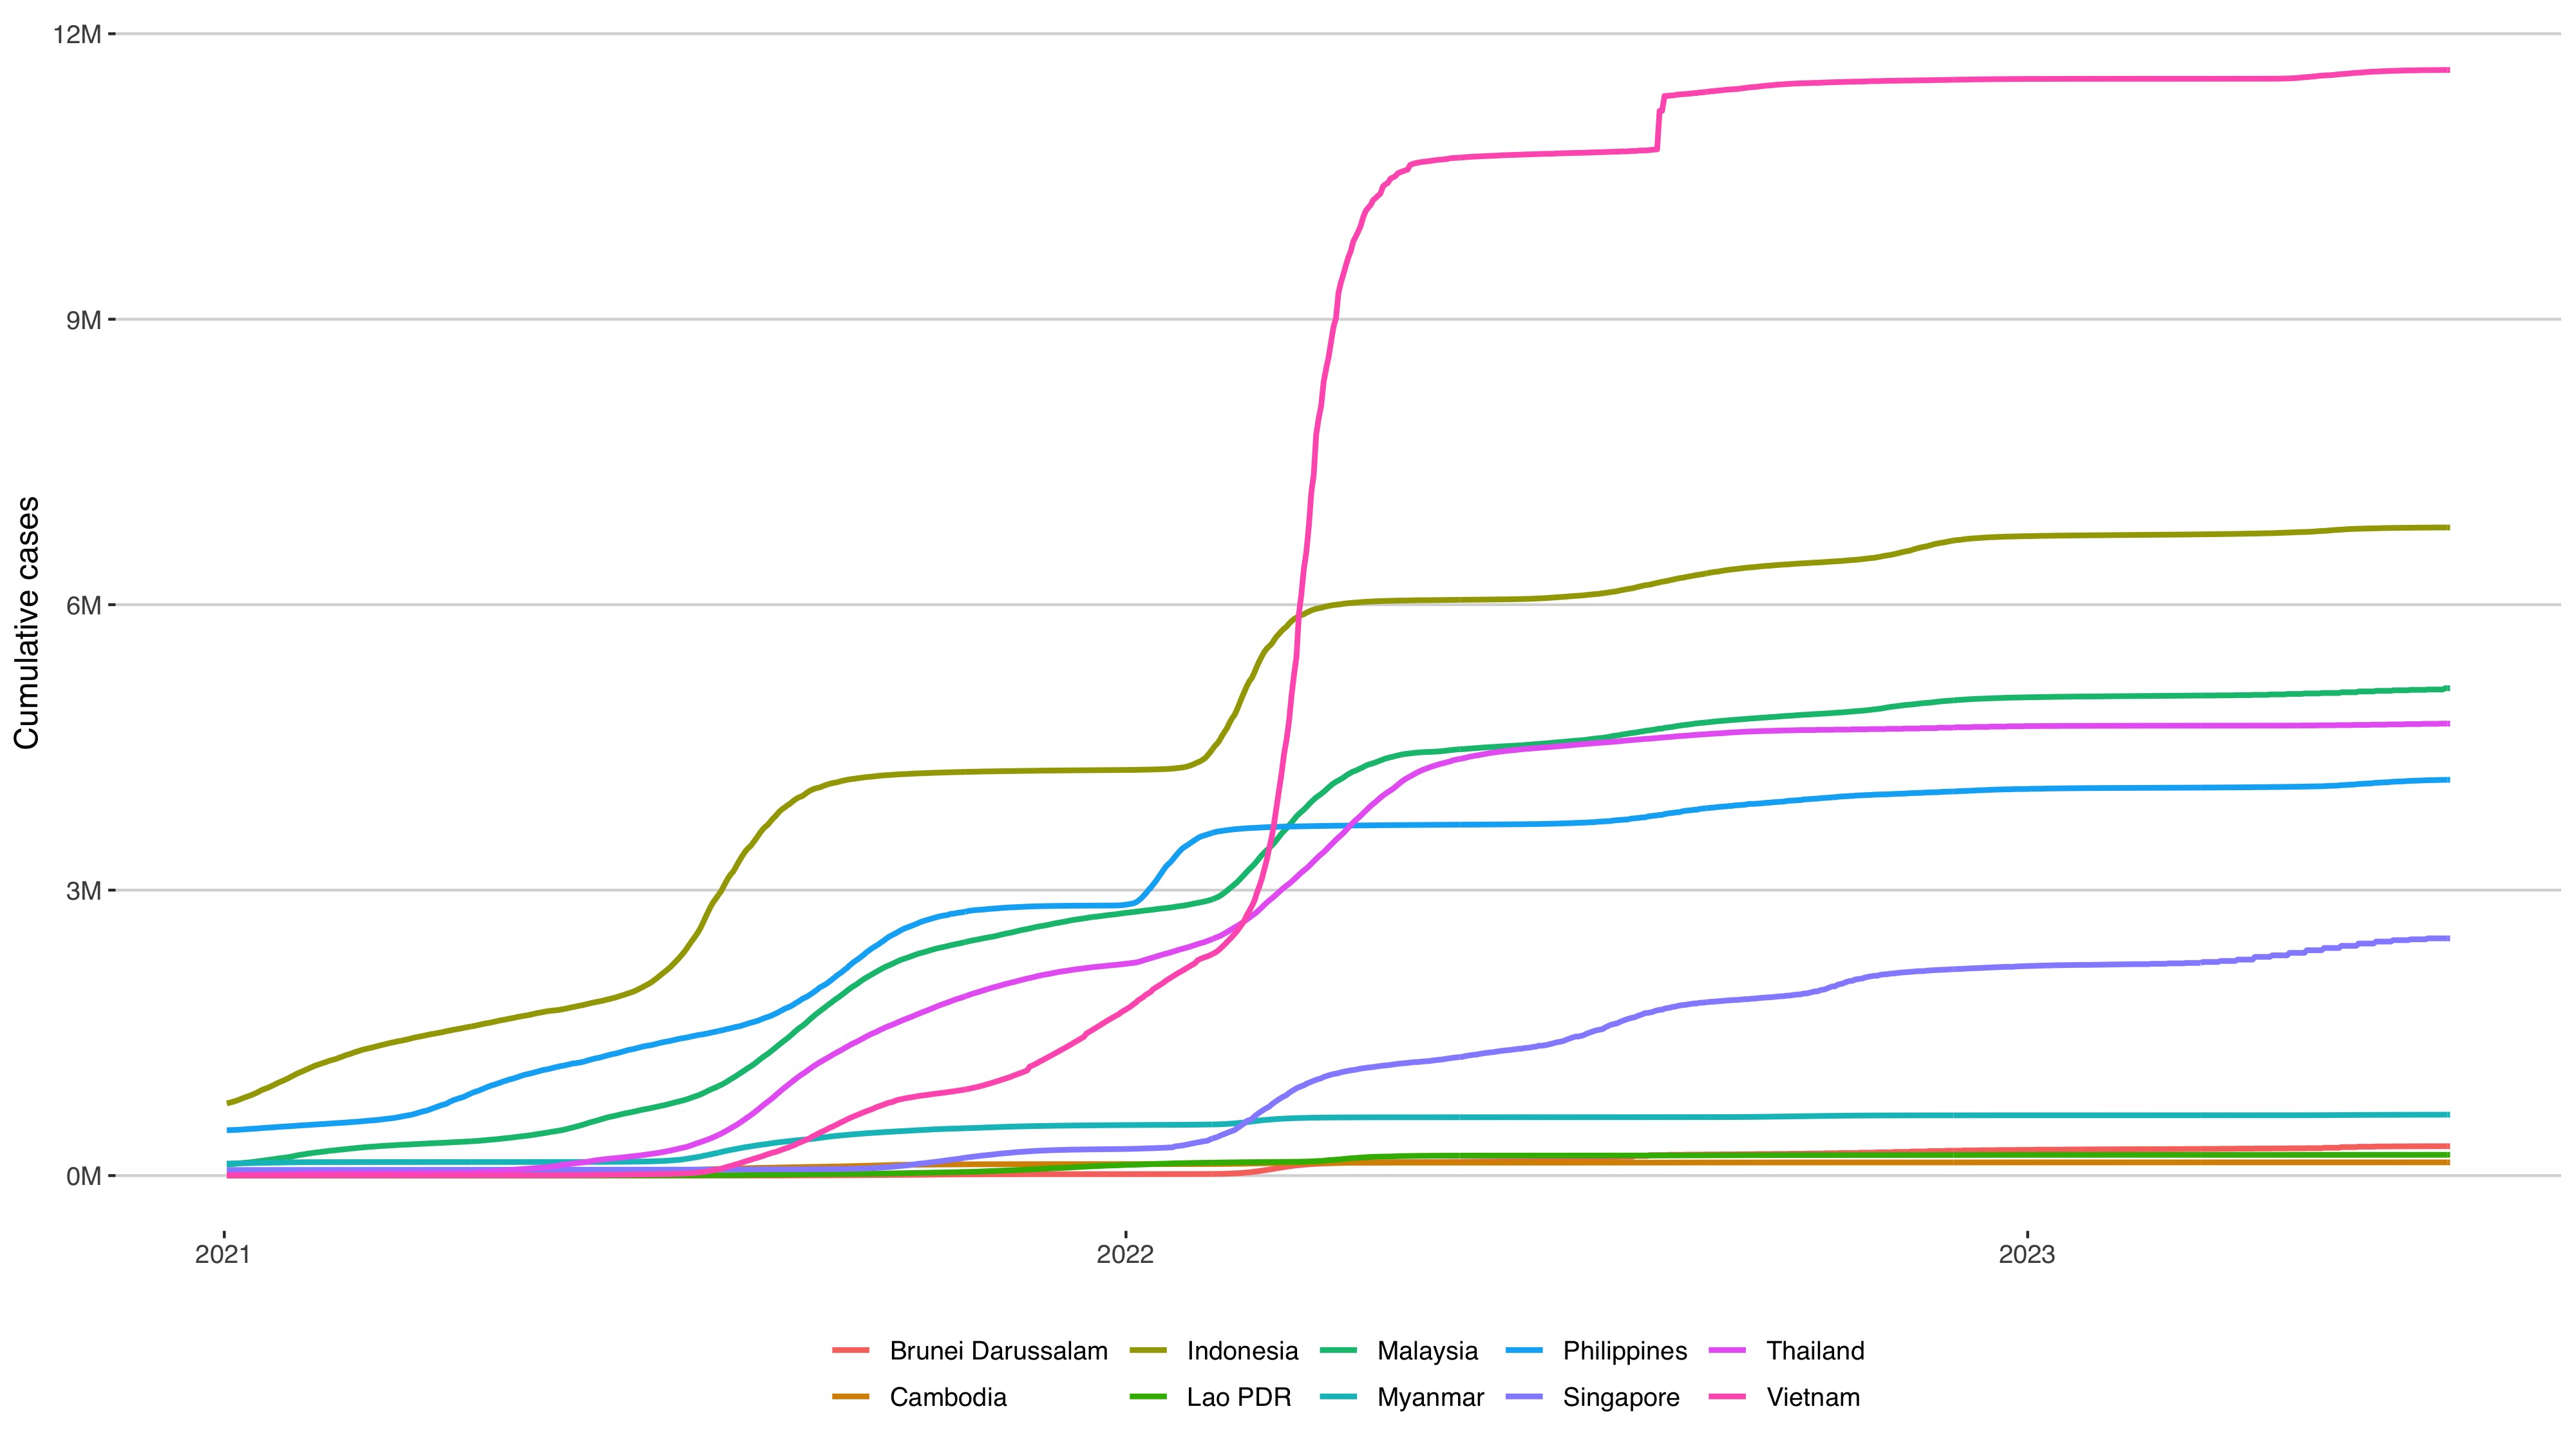 12M
9M
6M
3M
0M
Cumulative cases
2021 2022 2023
Brunei Darussalam Indonesia Malaysia Philippines Thailand
Cambodia Lao PDR Myanmar Singapore Vietnam